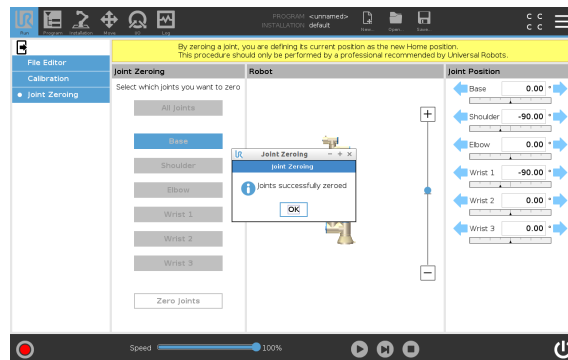 UR
PROGRAM <unnamed>
INSTALLATION default
C C
C C
Run Program Installation Move I/O Log New... Open... Save...
By zeroing a joint, you are defining its current position as the new Home position.
This procedure should only be performed by a professional recommended by Universal Robots.
File Editor
Calibration
Joint Zeroing
Joint Zeroing
Select which joints you want to zero
All Joints
Base
Shoulder
Elbow
Wrist 1
Wrist 2
Wrist 3
Zero Joints
Robot
Joint Zeroing
Joint Zeroing
Joints successfully zeroed
OK
Joint Position
Base 0.00 °
Shoulder -90.00 °
Elbow 0.00 °
Wrist 1 -90.00 °
Wrist 2 0.00 °
Wrist 3 0.00 °
Speed 100%